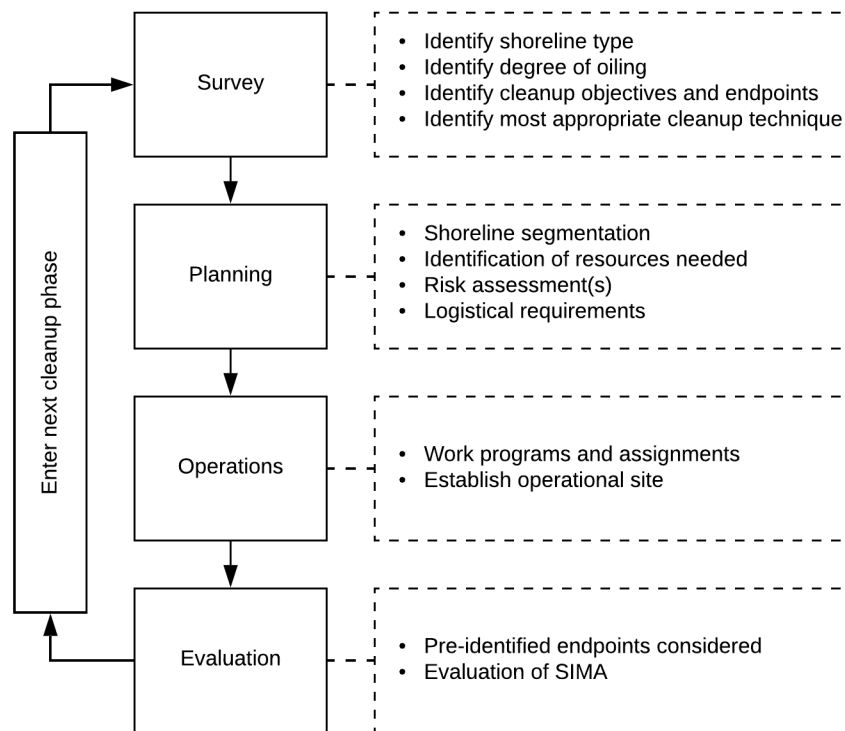 Survey
• Identify shoreline type
• Identify degree of oiling
• Identify cleanup objectives and endpoints
• Identify most appropriate cleanup technique
Enter next cleanup phase
Planning
• Shoreline segmentation
• Identification of resources needed
• Risk assessment(s)
• Logistical requirements
Operations
• Work programs and assignments
• Establish operational site
Evaluation
• Pre-identified endpoints considered
• Evaluation of SIMA